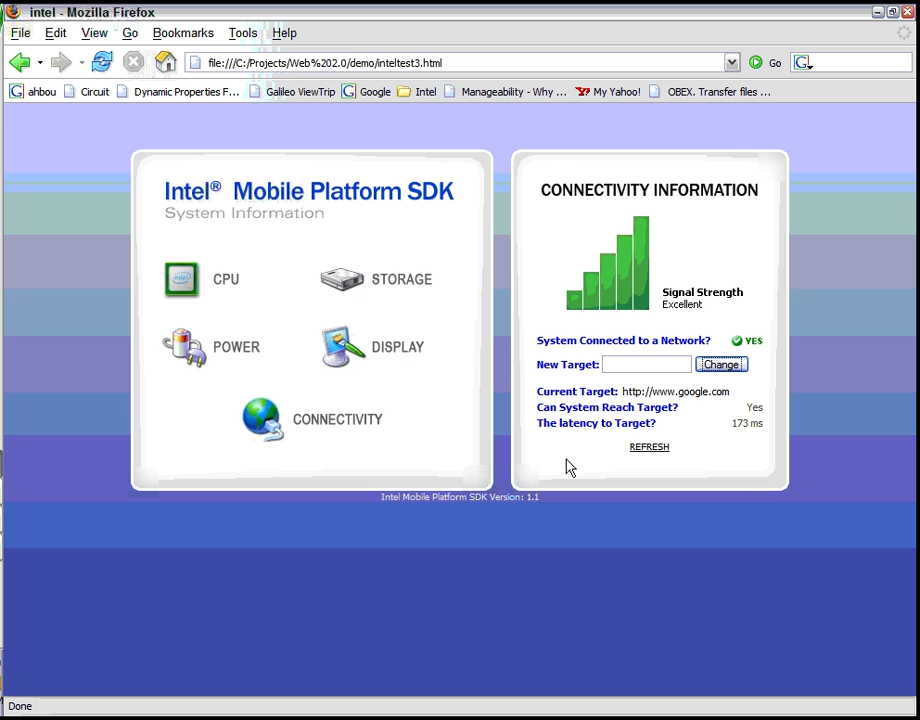 intel - Mozilla Firefox
File Edit View Go Bookmarks Tools Help
file:///C:/Projects/Web%202.0/demo/inteltest3.html Go G
G ahbou Circuit Dynamic Properties F... Galileo ViewTrip G Google Intel Manageability - Why ... Y! My Yahoo! OBEX. Transfer files ...
Intel® Mobile Platform SDK
System Information
intel CPU STORAGE
POWER DISPLAY
CONNECTIVITY
CONNECTIVITY INFORMATION
Signal Strength
Excellent
System Connected to a Network? YES
New Target: Change
Current Target: http://www.google.com
Can System Reach Target? Yes
The latency to Target? 173 ms
REFRESH
Intel Mobile Platform SDK Version: 1.1
Done